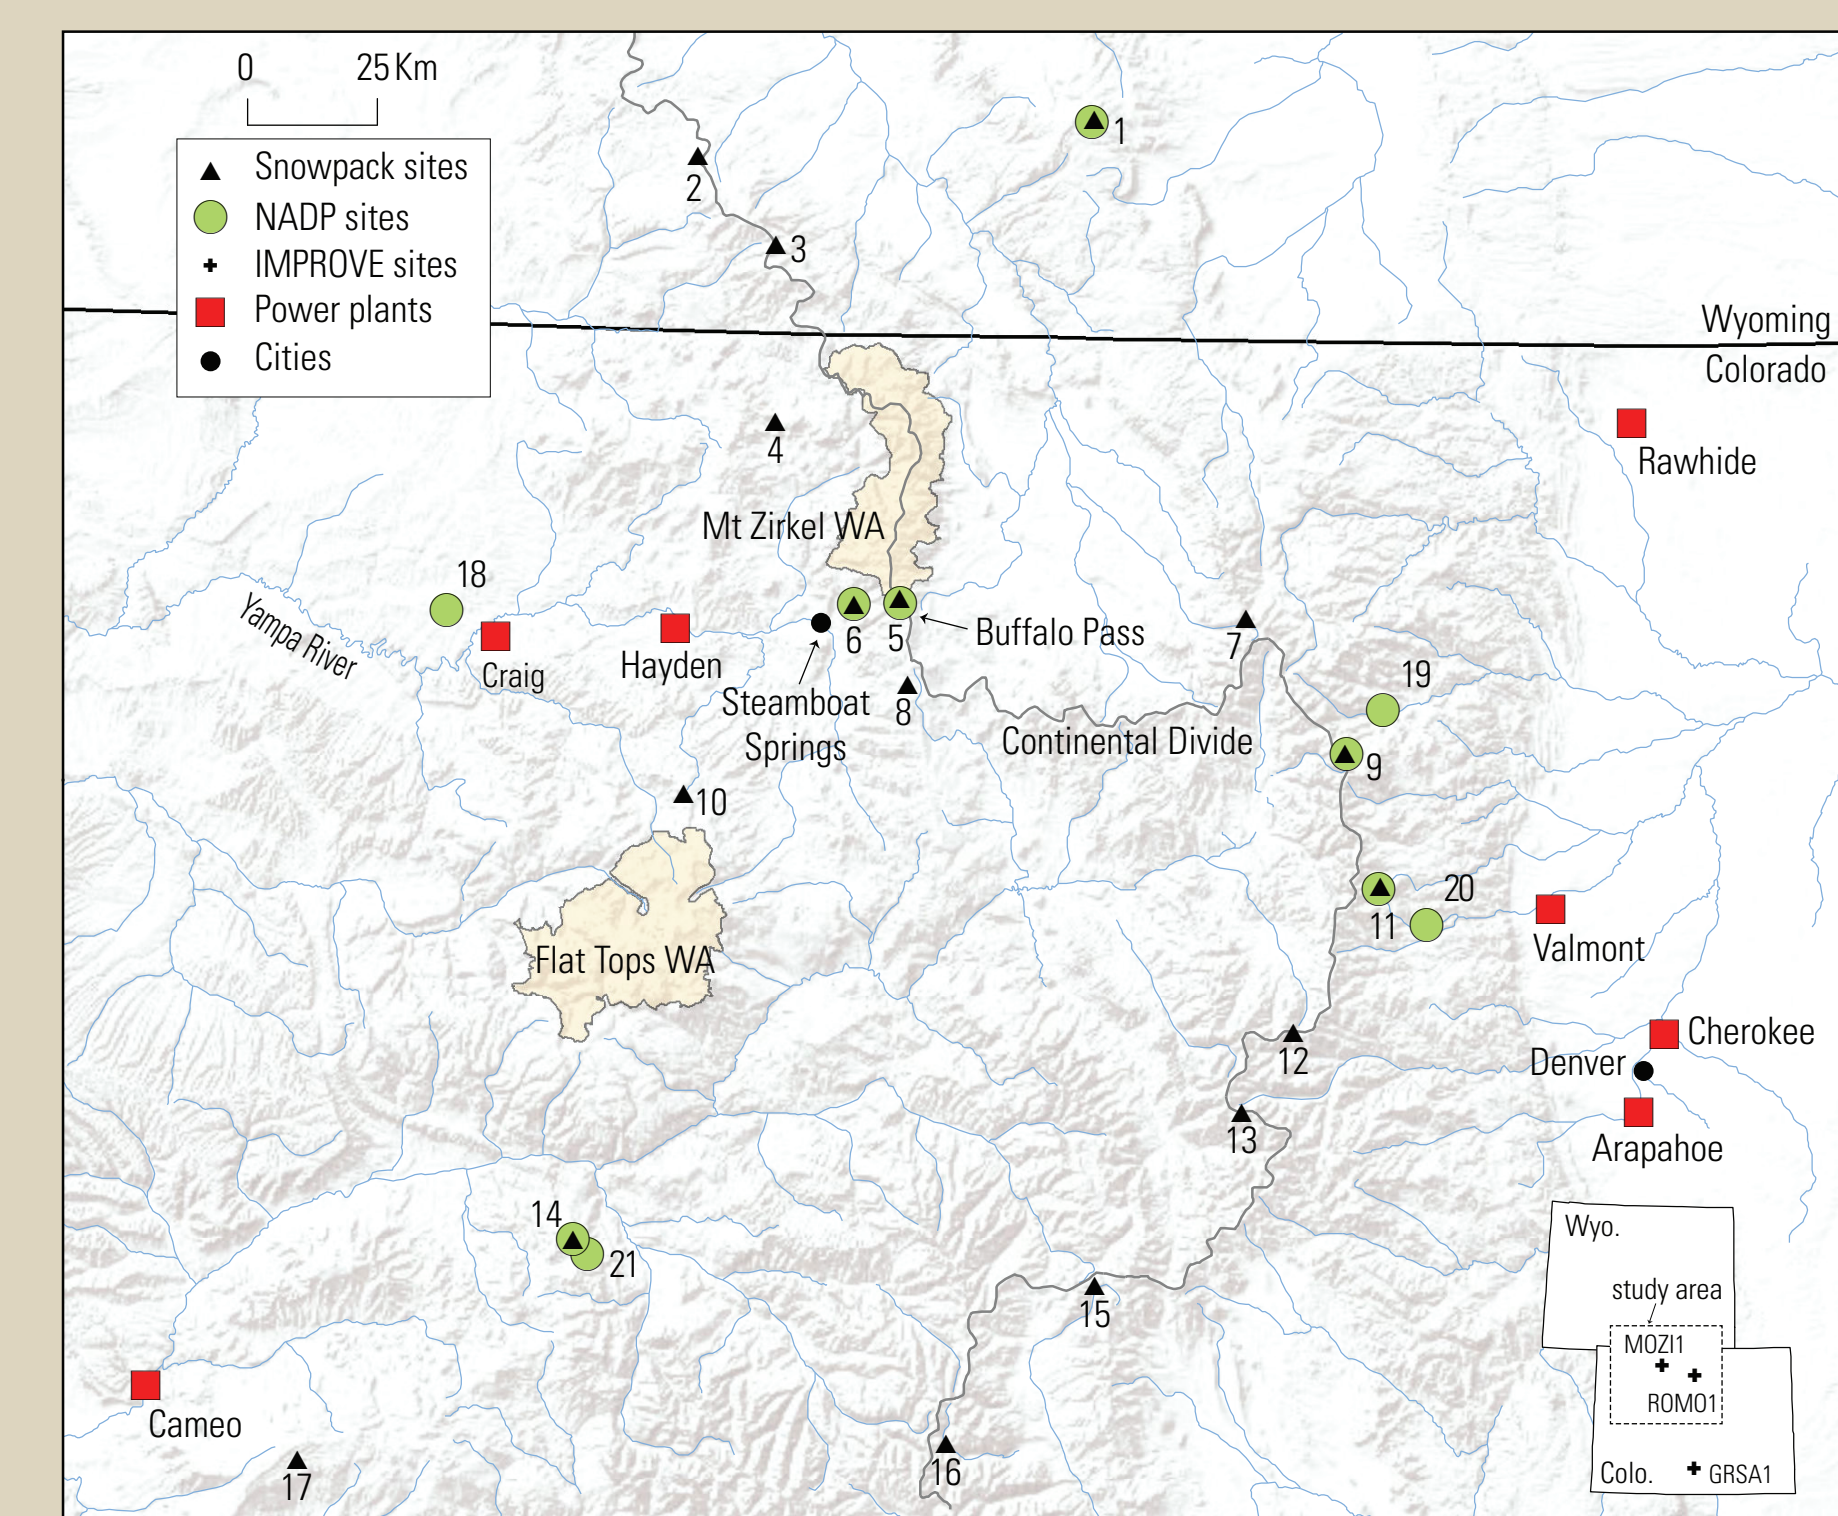 0 25 Km
Snowpack sites
NADP sites
IMPROVE sites
Power plants
Cities
1
2
3
Wyoming
Colorado
4
Rawhide
Mt Zirkel WA
18
Yampa River
Craig
Hayden
6
5
Buffalo Pass
7
Steamboat
Springs
8
19
Continental Divide
9
10
11
20
Valmont
Flat Tops WA
12
Cherokee
Denver
13
Arapahoe
14
21
15
Wyo.
study area
MOZI1
ROMO1
Cameo
16
17
Colo.
GRSA1